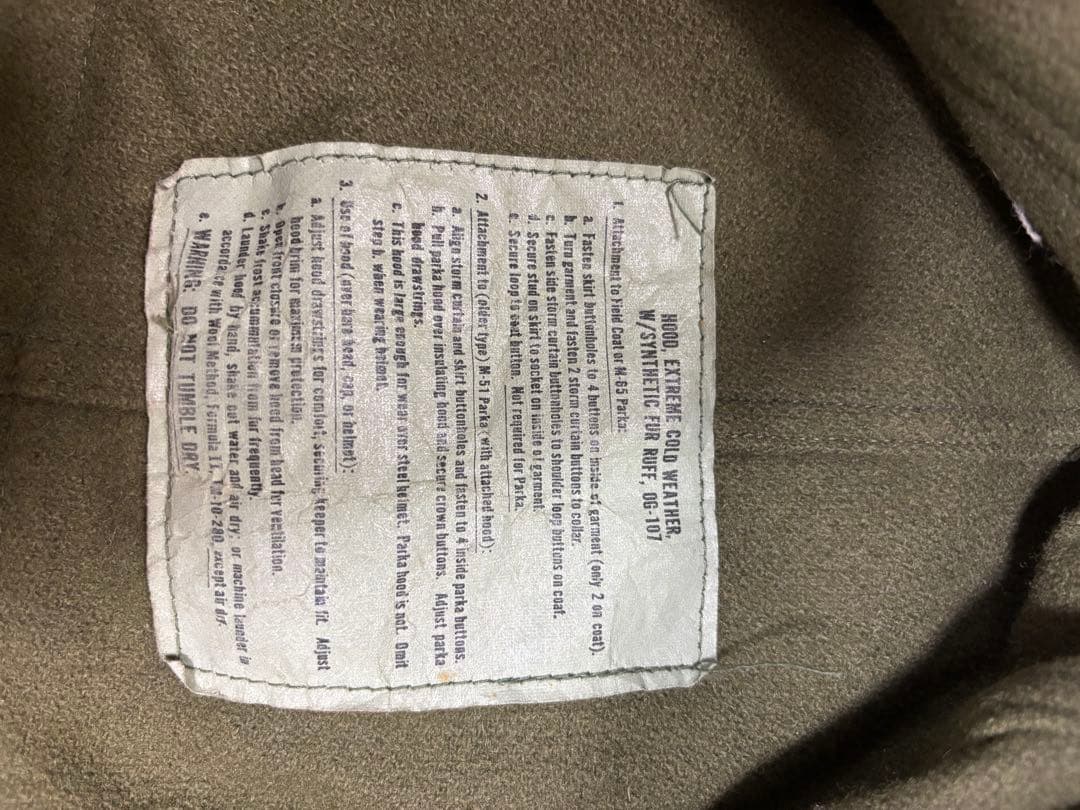 HOOD, EXTREME COLD WEATHER,
W/SYNTHETIC FUR RUFF, OG-107
1. Attachment to Field Coat or M-65 Parka:
a. Fasten skirt buttonholes to 4 buttons on inside of garment (only 2 on coat).
b. Turn garment and fasten 2 storm curtain buttons to collar.
c. Fasten side storm curtain buttonholes to shoulder loop buttons on coat.
d. Secure stud on skirt to socket on inside of garment.
e. Secure loop to coat button. Not required for Parka.
2. Attachment to (older type) M-51 Parka (with attached hood):
a. Align storm curtain and skirt buttonholes and fasten to 4 inside parka buttons.
b. Pull parka hood over insulating hood and secure crown buttons. Adjust parka
hood drawstrings.
c. This hood is large enough for wear over steel helmet. Parka hood is not. Omit
step b. when wearing helmet.
3. Use of hood (over bare head, cap, or helmet):
a. Adjust hood drawstrings for comfort; securing keeper to maintain fit. Adjust
hood brim for maximum protection.
b. Open front closure or remove hood from head for ventilation.
c. Shake frost accummulation from fur frequently.
d. Launder hood by hand, shake out water and air dry; or machine launder in
accordance with Wool Method, Formula II, 10-280, except air dry.
e. WARNING: DO NOT TUMBLE DRY.